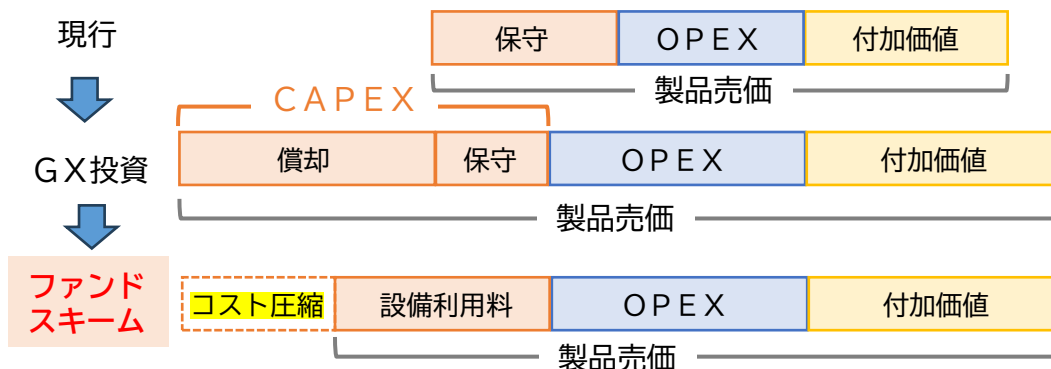 現行
保守
ＯＰＥＸ
付加価値
製品売価
ＣＡＰＥＸ
ＧＸ投資
償却
保守
ＯＰＥＸ
付加価値
製品売価
ファンド
スキーム
コスト圧縮
設備利用料
ＯＰＥＸ
付加価値
製品売価